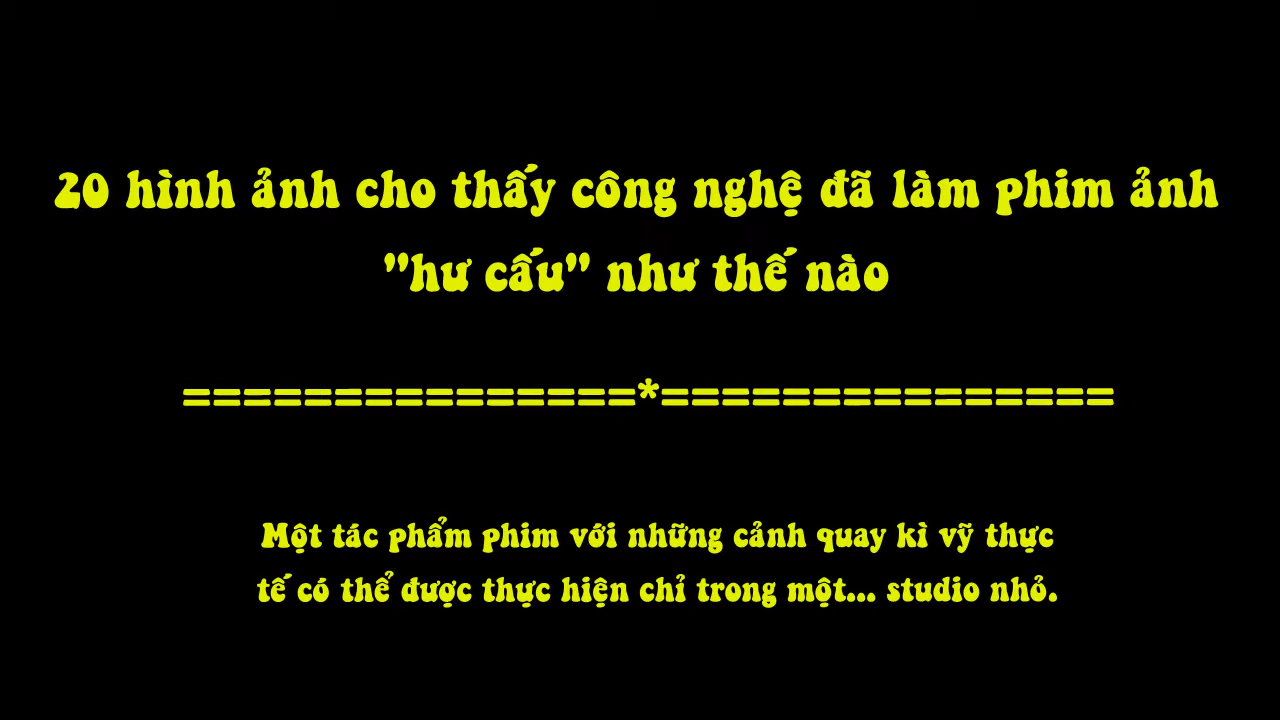 20 hình ảnh cho thấy công nghệ đã làm phim ảnh
"hư cấu" như thế nào
===============*===============
Một tác phẩm phim với những cảnh quay kì vỹ thực
tế có thể được thực hiện chỉ trong một... studio nhỏ.